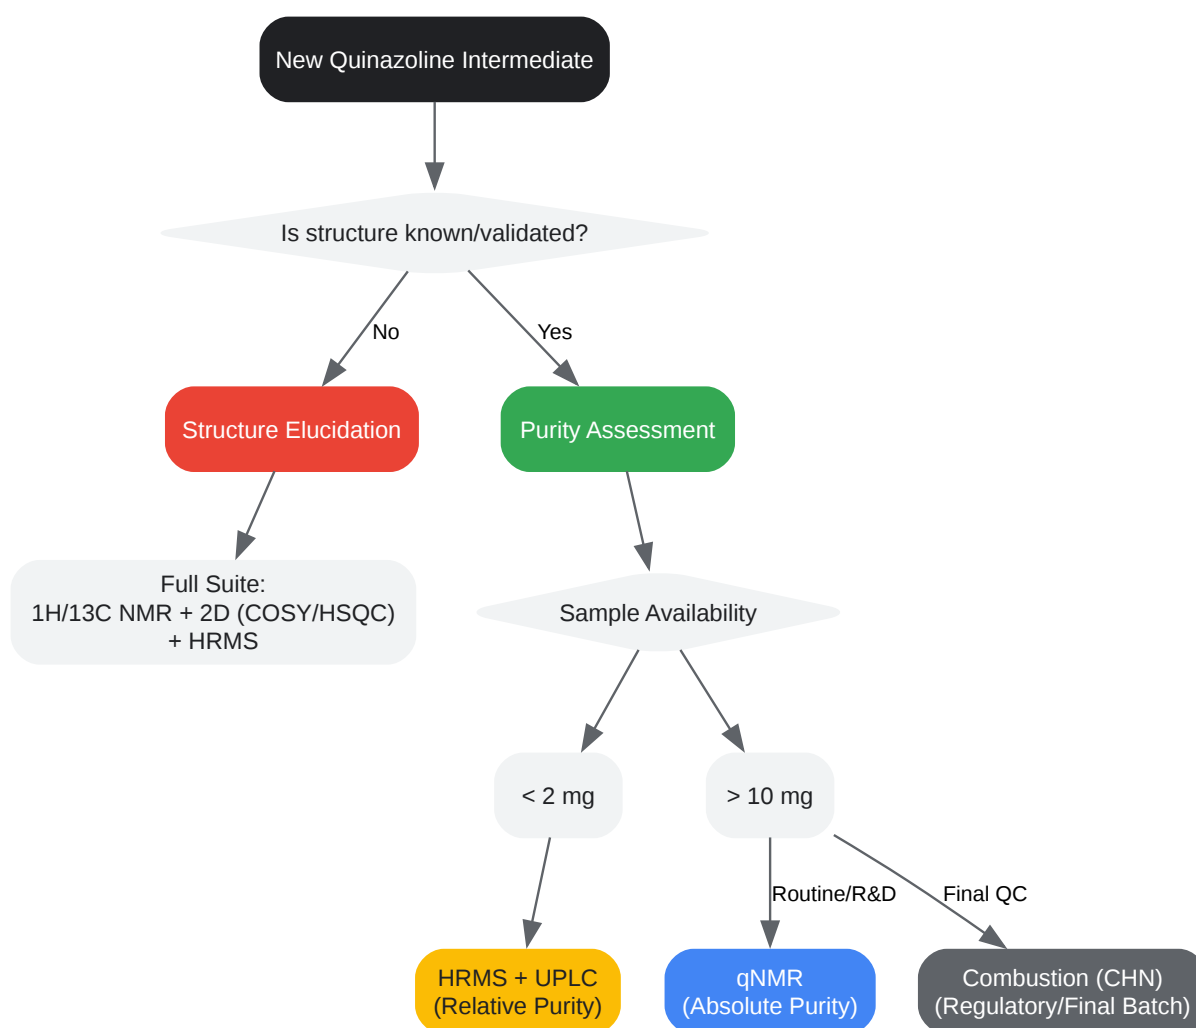 New Quinazoline Intermediate
Is structure known/validated?
No
Yes
Structure Elucidation
Purity Assessment
Full Suite:
1H/13C NMR + 2D (COSY/HSQC)
+ HRMS
Sample Availability
< 2 mg
> 10 mg
Routine/R&D
Final QC
HRMS + UPLC
(Relative Purity)
qNMR
(Absolute Purity)
Combustion (CHN)
(Regulatory/Final Batch)